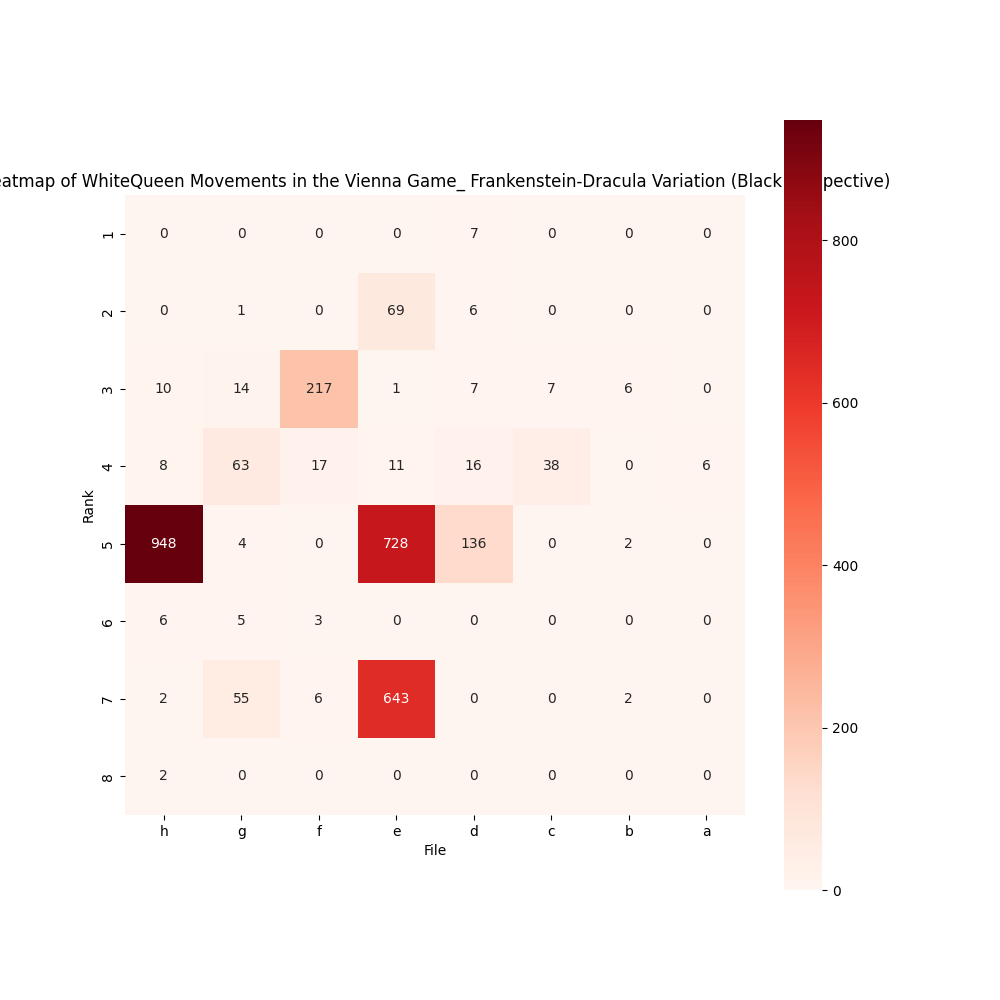 eatmap of WhiteQueen Movements in the Vienna Game_ Frankenstein-Dracula Variation (Black pective)
1 0 0 0 0 7 0 0 0
2 0 1 0 69 6 0 0 0
3 10 14 217 1 7 7 6 0
4 8 63 17 11 16 38 0 6
Rank
5 948 4 0 728 136 0 2 0
6 6 5 3 0 0 0 0 0
7 2 55 6 643 0 0 2 0
8 2 0 0 0 0 0 0 0
h g f e d c b a
File
800
600
400
200
0